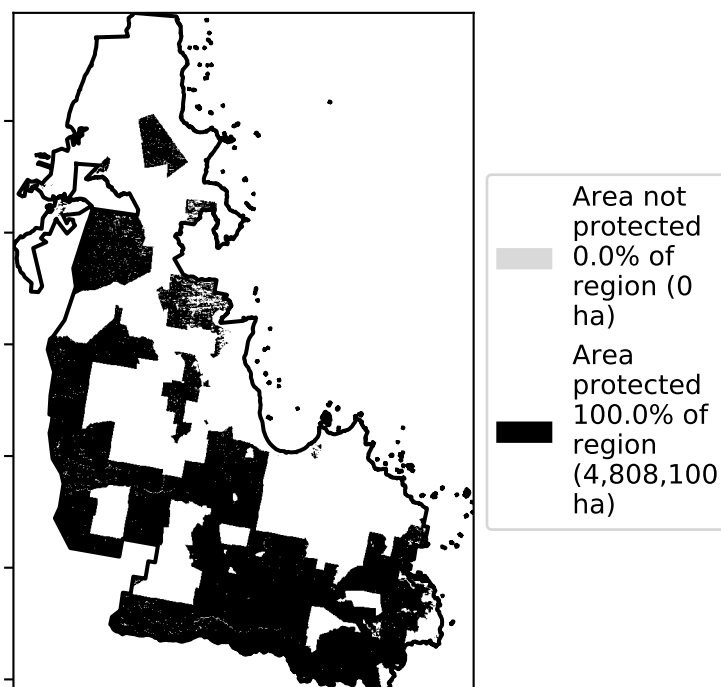 Area not
protected
0.0% of
region (0
ha)
Area
protected
100.0% of
region
(4,808,100
ha)